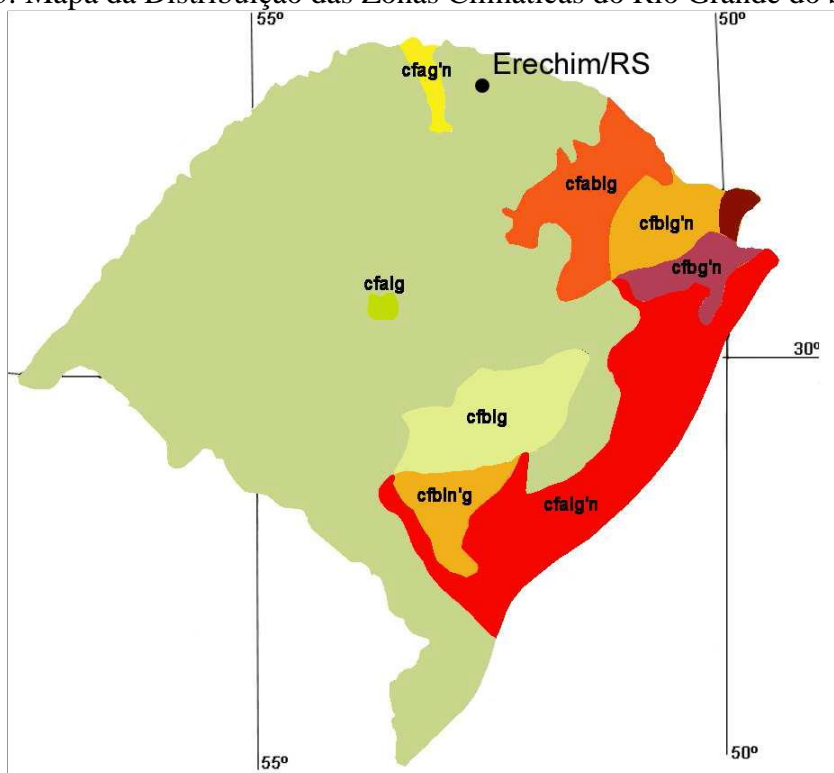 : Mapa da Distribuição das Zonas Climáticas do Rio Grande do
55º
50º
cfag'n
Erechim/RS
cfablg
cfblg'n
cfbg'n
cfalg
30º
cfblg
cfbln'g
cfalg'n
50º
55º